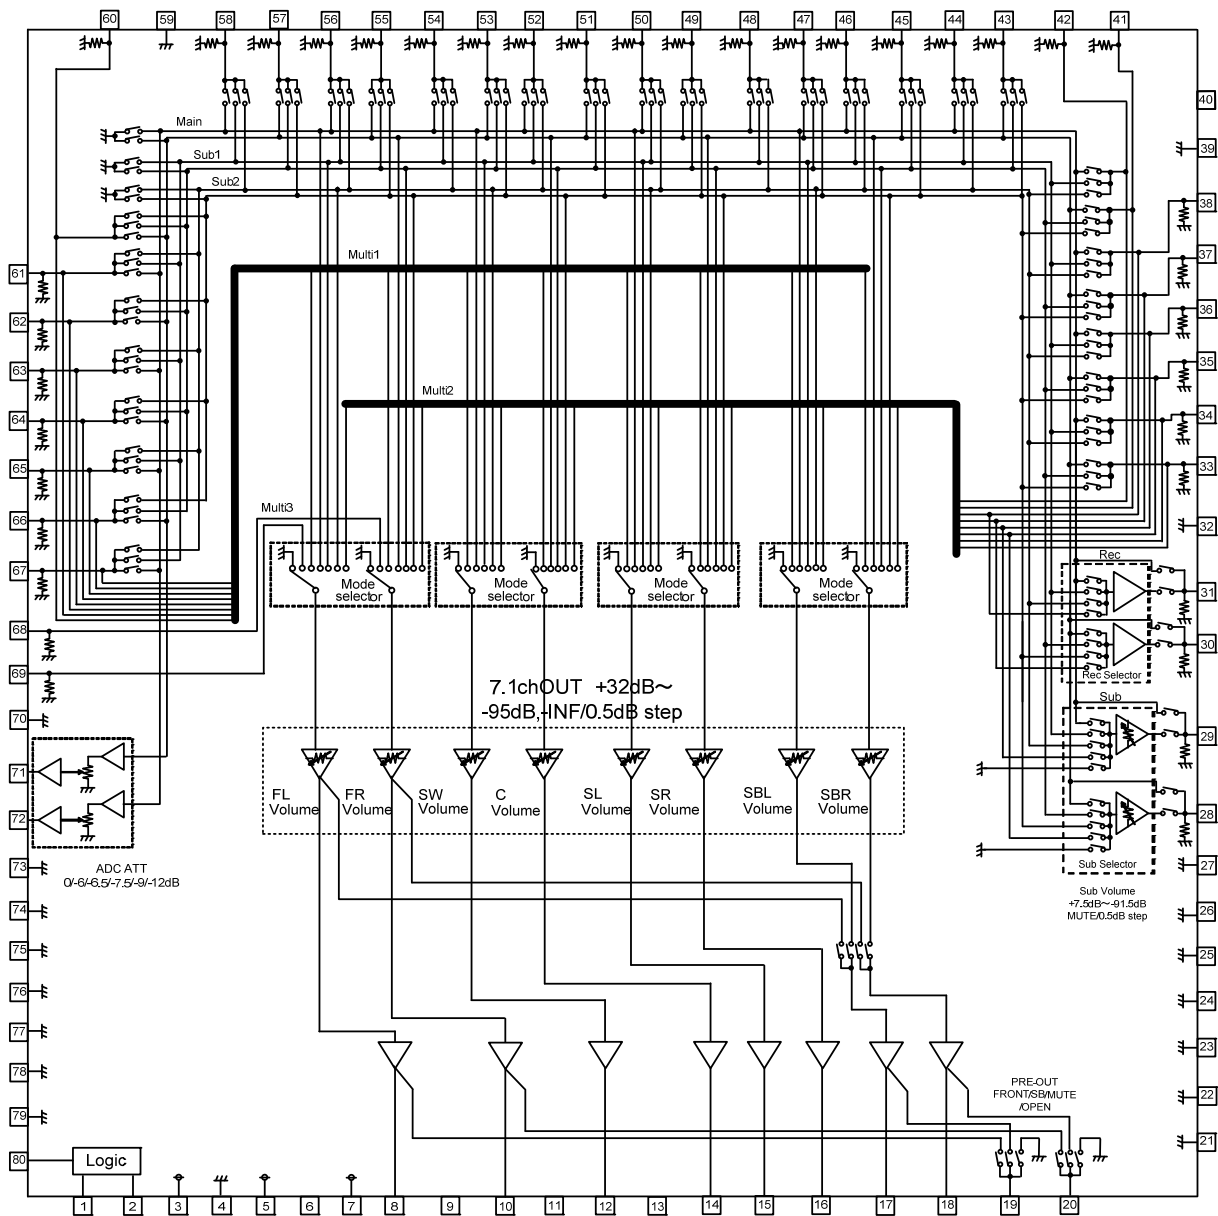 60 59 58 57 56 55 54 53 52 51 50 49 48 47 46 45 44 43 42 41
40
Main
39
Sub1
Sub2
38
Multi1
37
61
36
62
35
63
Multi2
34
64
33
65
Multi3
66
32
Rec
67
Mode selector
Mode selector
Mode selector
Mode selector
31
68
30
69
Rec Selector
7.1chOUT +32dB～
-95dB,-INF/0.5dB step
Sub
70
29
71
FL Volume
FR Volume
SW Volume
C Volume
SL Volume
SR Volume
SBL Volume
SBR Volume
28
72
73
ADC ATT
0/-6/-6.5/-7.5/-9/-12dB
Sub Selector
27
Sub Volume
+7.5dB～-91.5dB
MUTE/0.5dB step
74
26
75
25
76
24
77
23
78
PRE-OUT
FRONT/SB/MUTE
/OPEN
22
79
21
80
Logic
1 2 3 4 5 6 7 8 9 10 11 12 13 14 15 16 17 18 19 20